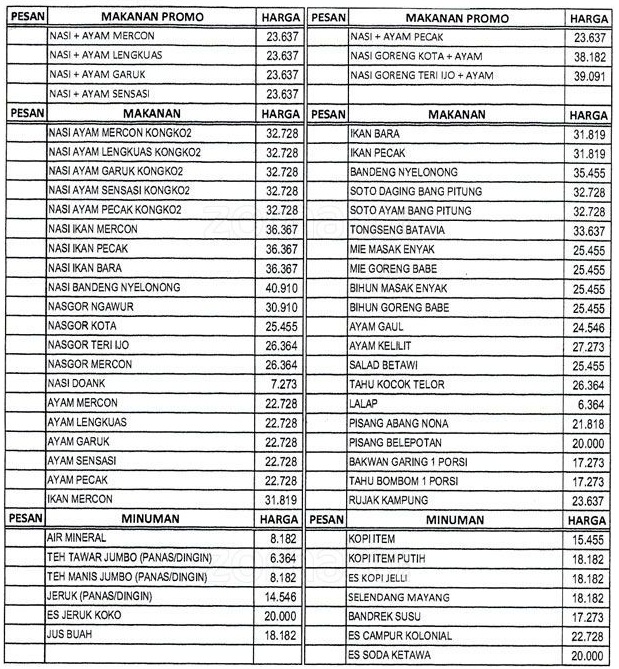 PESAN MAKANAN PROMO HARGA
NASI + AYAM MERCON 23.637
NASI + AYAM LENGKUAS 23.637
NASI + AYAM GARUK 23.637
NASI + AYAM SENSASI 23.637
PESAN MAKANAN HARGA
NASI AYAM MERCON KONGKO2 32.728
NASI AYAM LENGKUAS KONGKO2 32.728
NASI AYAM GARUK KONGKO2 32.728
NASI AYAM SENSASI KONGKO2 32.728
NASI AYAM PECAK KONGKO2 32.728
NASI IKAN MERCON 36.367
NASI IKAN PECAK 36.367
NASI IKAN BARA 36.367
NASI BANDENG NYELONONG 40.910
NASGOR NGAWUR 30.910
NASGOR KOTA 25.455
NASGOR TERI IJO 26.364
NASGOR MERCON 26.364
NASI DOANK 7.273
AYAM MERCON 22.728
AYAM LENGKUAS 22.728
AYAM GARUK 22.728
AYAM SENSASI 22.728
AYAM PECAK 22.728
IKAN MERCON 31.819
PESAN MINUMAN HARGA
AIR MINERAL 8.182
TEH TAWAR JUMBO (PANAS/DINGIN) 6.364
TEH MANIS JUMBO (PANAS/DINGIN) 8.182
JERUK (PANAS/DINGIN) 14.546
ES JERUK KOKO 20.000
JUS BUAH 18.182
PESAN MAKANAN PROMO HARGA
NASI + AYAM PECAK 23.637
NASI GORENG KOTA + AYAM 38.182
NASI GORENG TERI IJO + AYAM 39.091
PESAN MAKANAN HARGA
IKAN BARA 31.819
IKAN PECAK 31.819
BANDENG NYELONONG 35.455
SOTO DAGING BANG PITUNG 32.728
SOTO AYAM BANG PITUNG 32.728
TONGSENG BATAVIA 33.637
MIE MASAK ENYAK 25.455
MIE GORENG BABE 25.455
BIHUN MASAK ENYAK 25.455
BIHUN GORENG BABE 25.455
AYAM GAUL 24.546
AYAM KELILIT 27.273
SALAD BETAWI 25.455
TAHU KOCOK TELOR 26.364
LALAP 6.364
PISANG ABANG NONA 21.818
PISANG BELEPOTAN 20.000
BAKWAN GARING 1 PORSI 17.273
TAHU BOMBOM 1 PORSI 17.273
RUJAK KAMPUNG 23.637
PESAN MINUMAN HARGA
KOPI ITEM 15.455
KOPI ITEM PUTIH 18.182
ES KOPI JELLI 18.182
SELENDANG MAYANG 18.182
BANDREK SUSU 17.273
ES CAMPUR KOLONIAL 22.728
ES SODA KETAWA 20.000